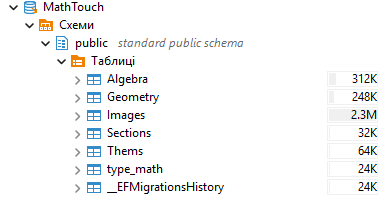 MathTouch
Схеми
public standard public schema
Таблиці
Algebra 312K
Geometry 248K
Images 2.3M
Sections 32K
Thems 64K
type_math 24K
__EFMigrationsHistory 24K